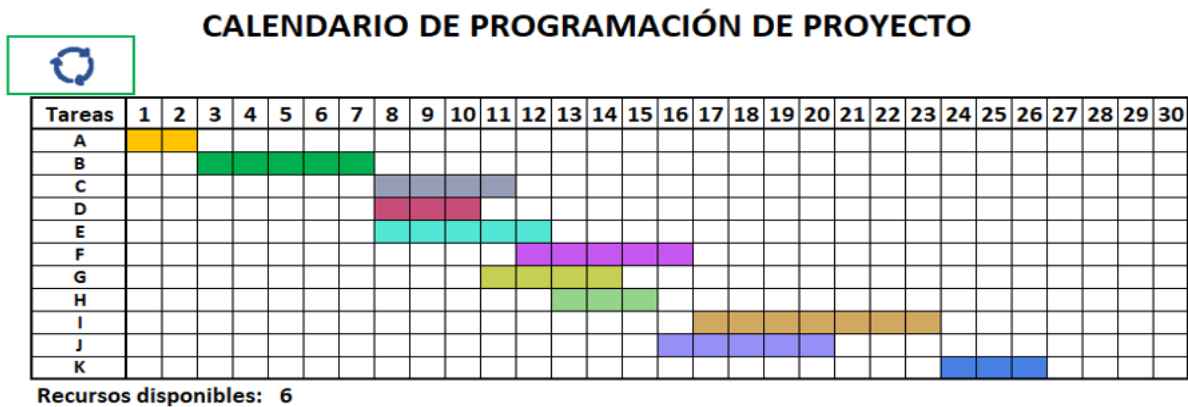 CALENDARIO DE PROGRAMACIÓN DE PROYECTO
Tareas 1 2 3 4 5 6 7 8 9 10 11 12 13 14 15 16 17 18 19 20 21 22 23 24 25 26 27 28 29 30
A
B
C
D
E
F
G
H
I
J
K
Recursos disponibles: 6